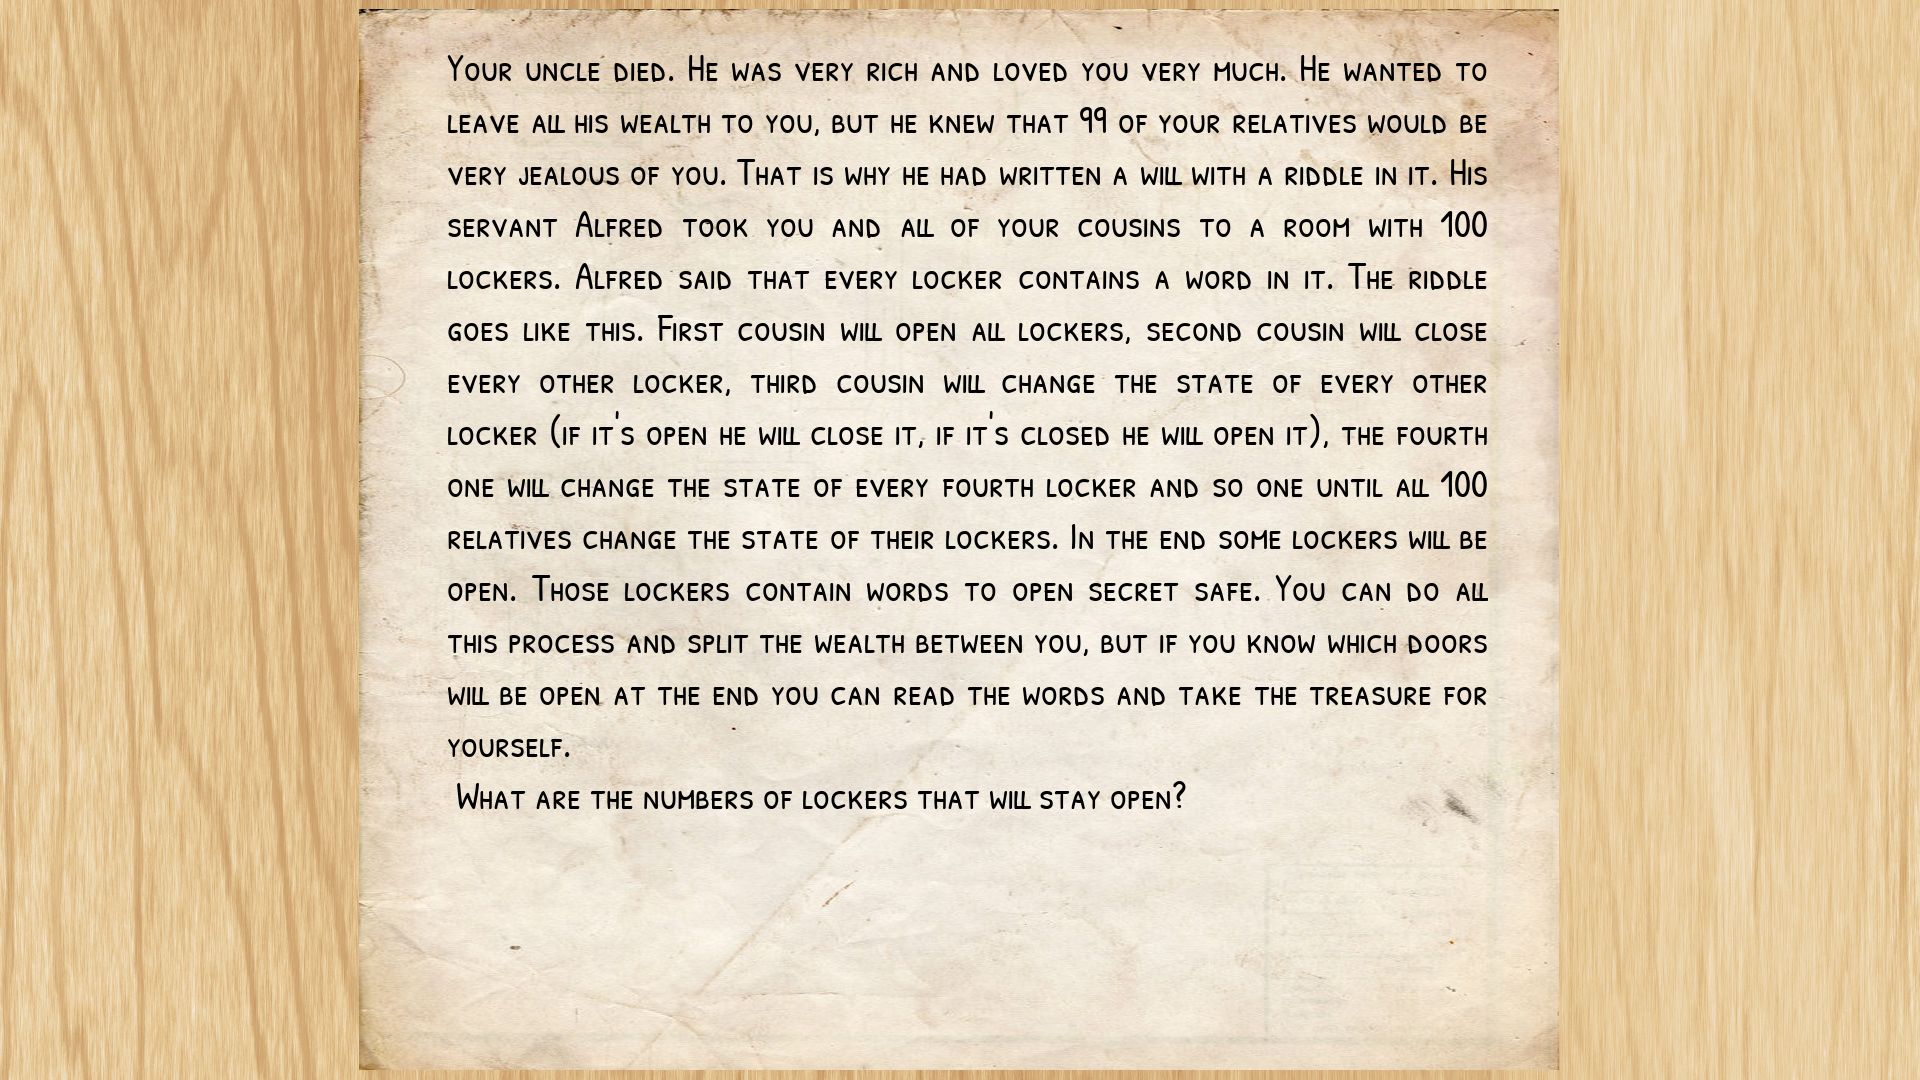 Your uncle died. He was very rich and loved you very much. He wanted to
leave all his wealth to you, but he knew that 99 of your relatives would be
very jealous of you. That is why he had written a will with a riddle in it. His
servant Alfred took you and all of your cousins to a room with 100
lockers. Alfred said that every locker contains a word in it. The riddle
goes like this. First cousin will open all lockers, second cousin will close
every other locker, third cousin will change the state of every other
locker (if it's open he will close it, if it's closed he will open it), the fourth
one will change the state of every fourth locker and so one until all 100
relatives change the state of their lockers. In the end some lockers will be
open. Those lockers contain words to open secret safe. You can do all
this process and split the wealth between you, but if you know which doors
will be open at the end you can read the words and take the treasure for
yourself.
What are the numbers of lockers that will stay open?